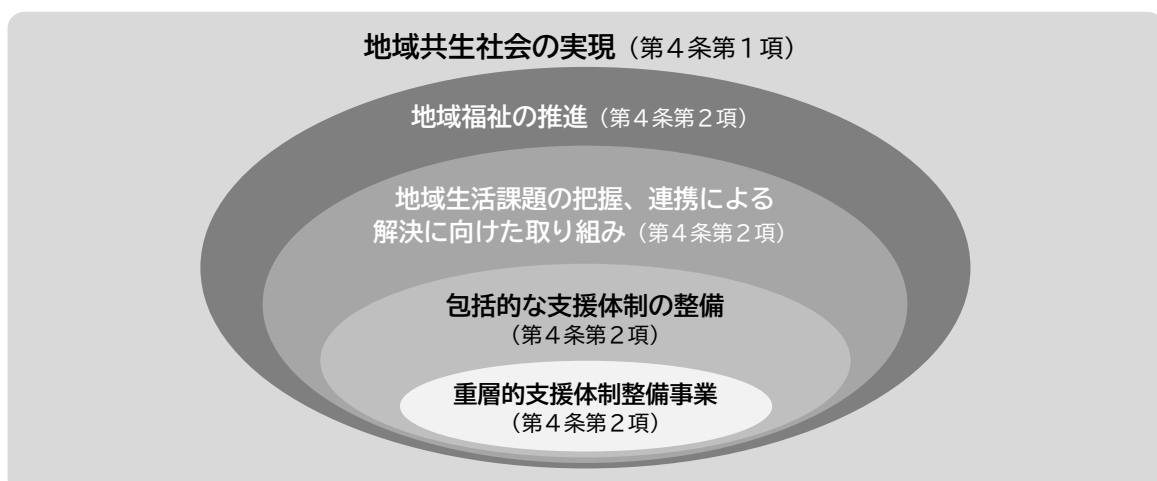 地域共生社会の実現（第４条第１項）
地域福祉の推進（第４条第２項）
地域生活課題の把握、連携による
解決に向けた取り組み（第４条第２項）
包括的な支援体制の整備
（第４条第２項）
重層的支援体制整備事業
（第４条第２項）